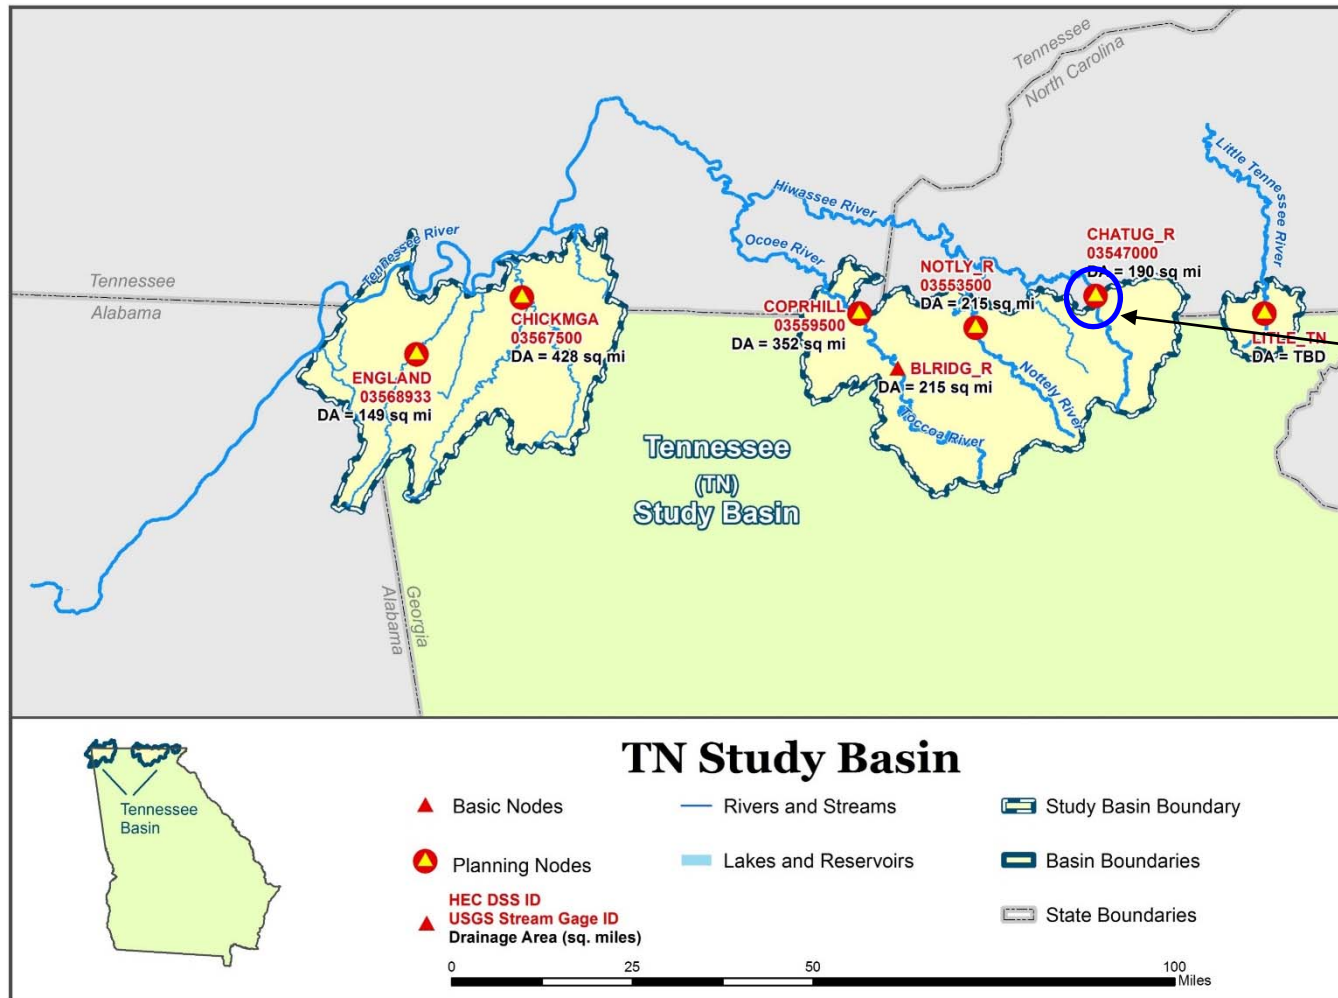 Tennessee
North Carolina
Little Tennessee River
Hiwassee River
Ocoee River
Tennessee River
CHATUG_R
03547000
DA = 190 sq mi
NOTLY_R
03553500
DA = 215 sq mi
Tennessee
Alabama
COPRHILL
03559500
DA = 352 sq mi
CHICKMGA
03567500
DA = 428 sq mi
LITLE_TN
DA = TBD
ENGLAND
03568933
DA = 149 sq mi
BLRIDG_R
DA = 215 sq mi
Nottely River
Toccoa River
Tennessee
(TN)
Study Basin
Alabama
Georgia
TN Study Basin
Tennessee
Basin
Basic Nodes
Planning Nodes
HEC DSS ID
USGS Stream Gage ID
Drainage Area (sq. miles)
Rivers and Streams
Lakes and Reservoirs
Study Basin Boundary
Basin Boundaries
State Boundaries
0 25 50 100
Miles